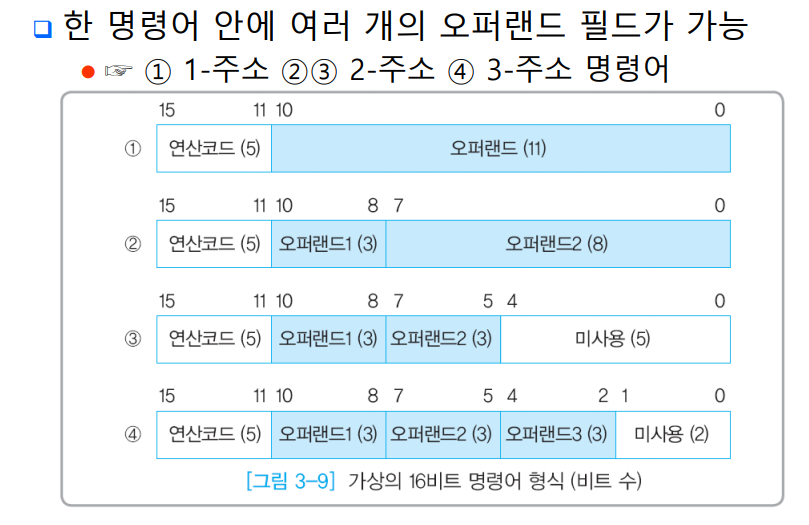 한 명령어 안에 여러 개의 오퍼랜드 필드가 가능
☞ ① 1-주소 ②③ 2-주소 ④ 3-주소 명령어
15 11 10 0
① 연산코드 (5) 오퍼랜드 (11)
15 11 10 8 7 0
② 연산코드 (5) 오퍼랜드1 (3) 오퍼랜드2 (8)
15 11 10 8 7 5 4 0
③ 연산코드 (5) 오퍼랜드1 (3) 오퍼랜드2 (3) 미사용 (5)
15 11 10 8 7 5 4 2 1 0
④ 연산코드 (5) 오퍼랜드1 (3) 오퍼랜드2 (3) 오퍼랜드3 (3) 미사용 (2)
[그림 3-9] 가상의 16비트 명령어 형식 (비트 수)